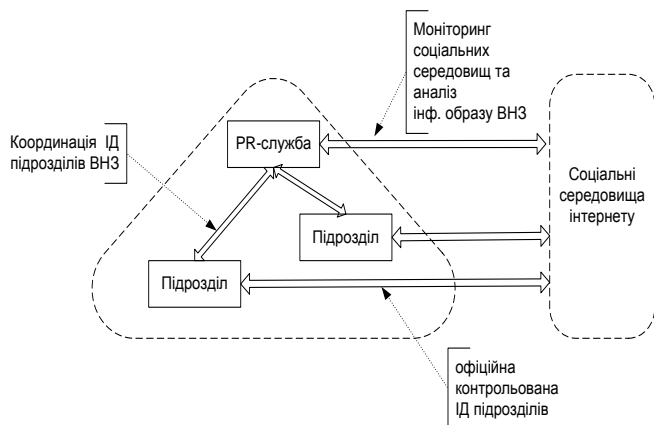 Моніторинг
соціальних
середовищ та
аналіз
інф. образу ВНЗ
Координація ІД
підрозділів ВНЗ
PR-служба
Соціальні
середовища
інтернету
Підрозділ
Підрозділ
офіційна
контрольована
ІД підрозділів